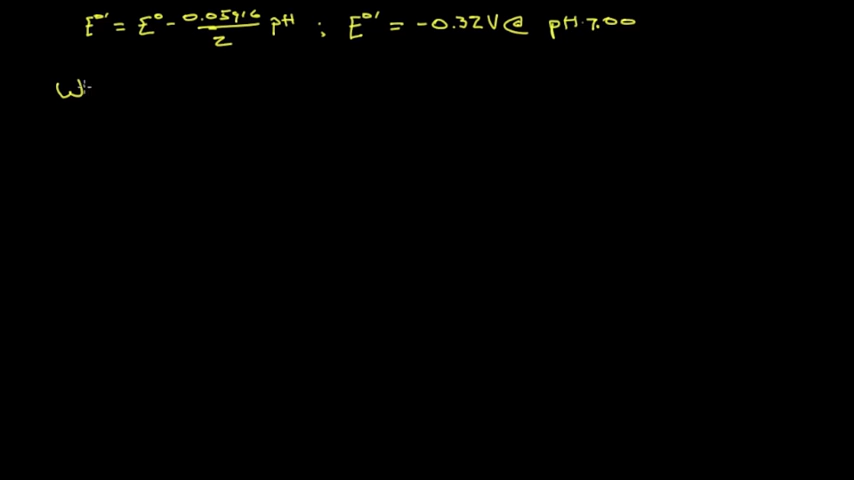 E°' = E° - 0.05916/2 pH ; E°' = -0.32V @ pH 7.00
W